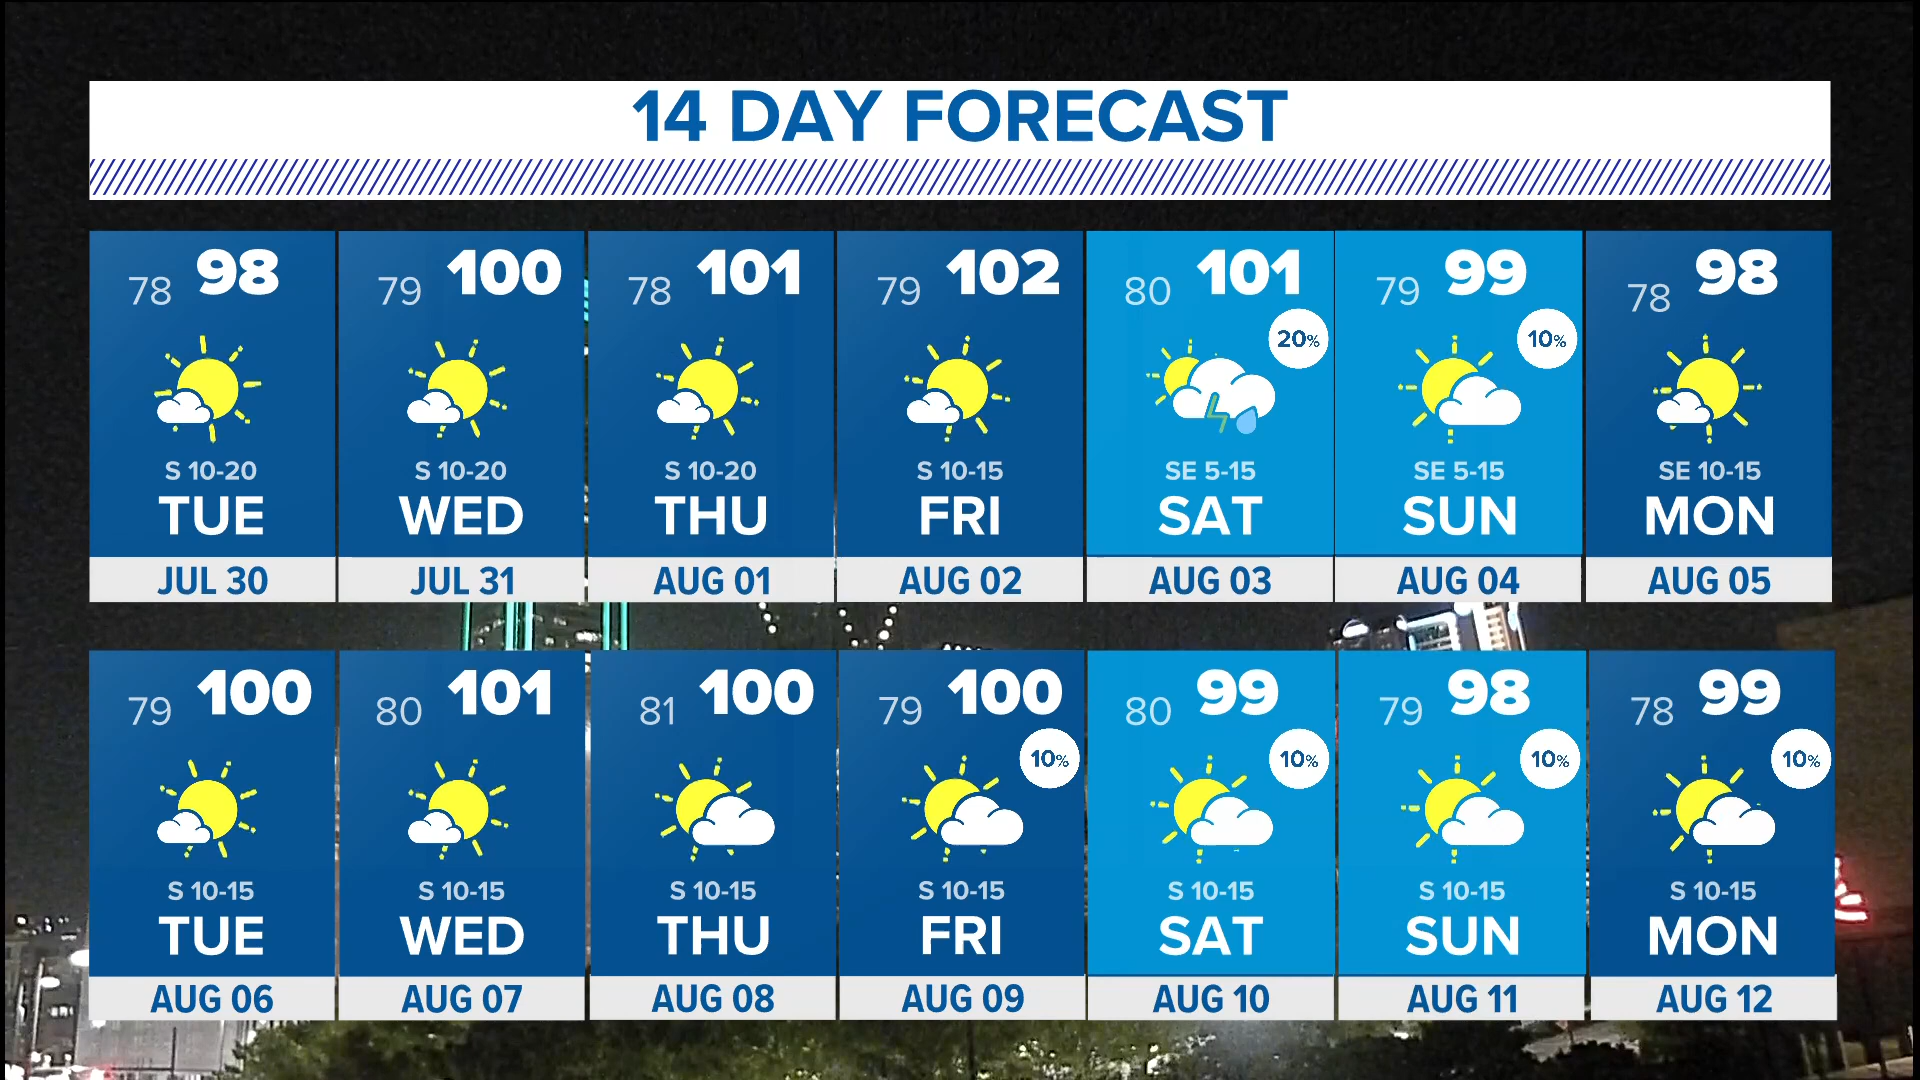 14 DAY FORECAST
78 98 79 100 78 101 79 102 80 101 79 99 78 98
20% 10%
S 10-20 S 10-20 S 10-20 S 10-15 SE 5-15 SE 5-15 SE 10-15
TUE WED THU FRI SAT SUN MON
JUL 30 JUL 31 AUG 01 AUG 02 AUG 03 AUG 04 AUG 05
79 100 80 101 81 100 79 100 80 99 79 98 78 99
10% 10% 10% 10%
S 10-15 S 10-15 S 10-15 S 10-15 S 10-15 S 10-15 S 10-15
TUE WED THU FRI SAT SUN MON
AUG 06 AUG 07 AUG 08 AUG 09 AUG 10 AUG 11 AUG 12